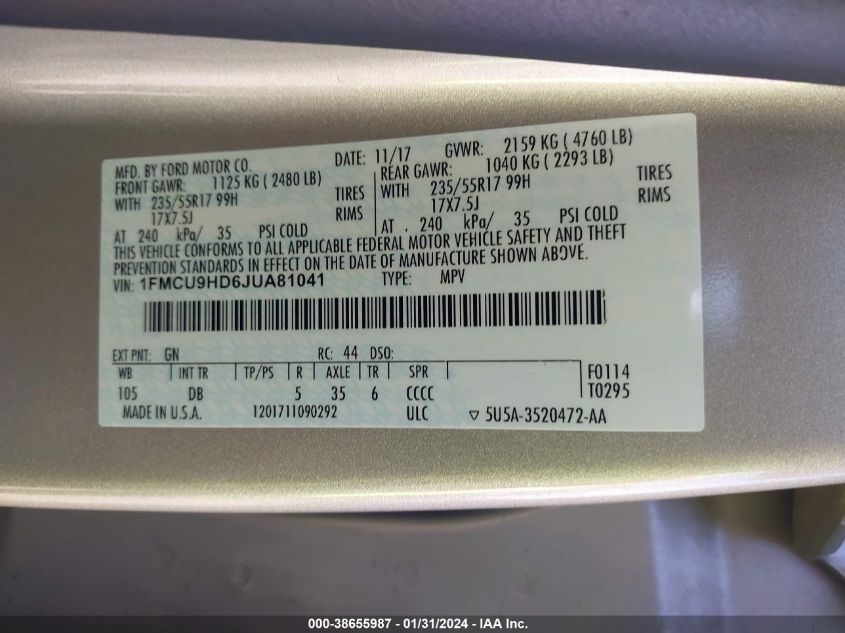 MFD. BY FORD MOTOR CO. DATE: 11/17 GVWR: 2159 KG ( 4760 LB)
FRONT GAWR: 1125 KG ( 2480 LB) REAR GAWR: 1040 KG ( 2293 LB)
WITH 235/55R17 99H TIRES WITH 235/55R17 99H TIRES
17X7.5J RIMS 17X7.5J RIMS
AT 240 kPa/ 35 PSI COLD AT . 240 kPa/ 35 PSI COLD
THIS VEHICLE CONFORMS TO ALL APPLICABLE FEDERAL MOTOR VEHICLE SAFETY AND THEFT
PREVENTION STANDARDS IN EFFECT ON THE DATE OF MANUFACTURE SHOWN ABOVE.
VIN: 1FMCU9HD6JUA81041 TYPE: MPV
EXT PNT: GN RC: 44 DSO:
WB INT TR TP/PS R AXLE TR SPR F0114
105 DB 5 35 6 CCCC T0295
MADE IN U.S.A. 1201711090292 ULC ▽ 5U5A-3520472-AA
000-38655987 - 01/31/2024 - IAA Inc.